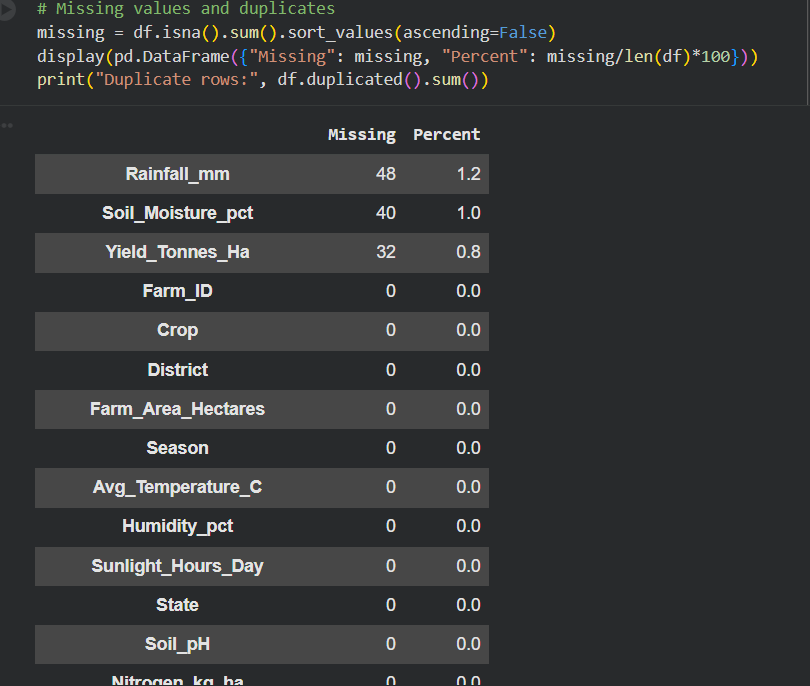 # Missing values and duplicates
missing = df.isna().sum().sort_values(ascending=False)
display(pd.DataFrame({"Missing": missing, "Percent": missing/len(df)*100}))
print("Duplicate rows:", df.duplicated().sum())
Missing Percent
Rainfall_mm 48 1.2
Soil_Moisture_pct 40 1.0
Yield_Tonnes_Ha 32 0.8
Farm_ID 0 0.0
Crop 0 0.0
District 0 0.0
Farm_Area_Hectares 0 0.0
Season 0 0.0
Avg_Temperature_C 0 0.0
Humidity_pct 0 0.0
Sunlight_Hours_Day 0 0.0
State 0 0.0
Soil_pH 0 0.0
Nitrogen_kg_ha 0 0.0